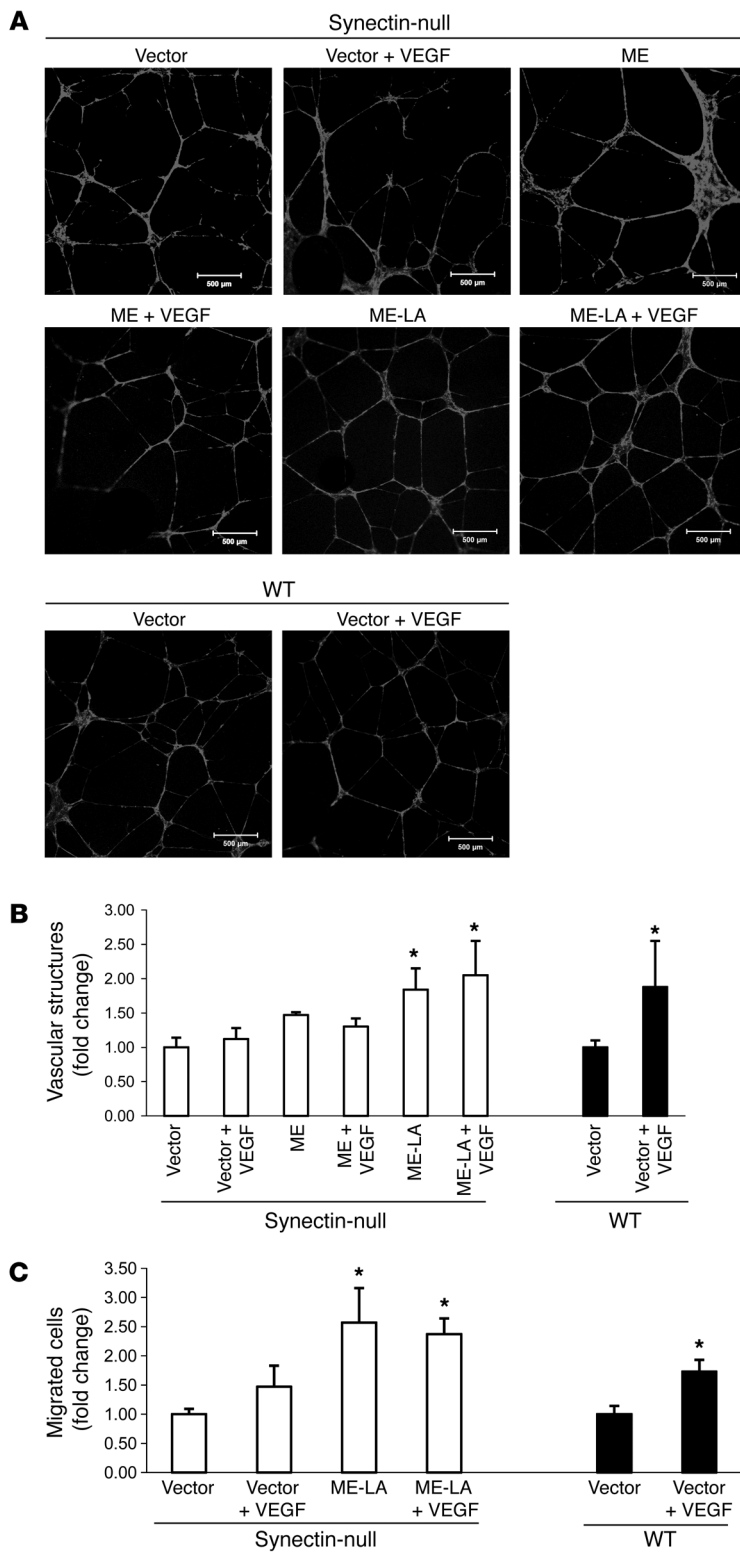 A
Synectin-null
Vector
Vector + VEGF
ME
500 µm
500 µm
500 µm
ME + VEGF
ME-LA
ME-LA + VEGF
500 µm
500 µm
500 µm
WT
Vector
Vector + VEGF
500 µm
500 µm
B
Vascular structures
(fold change)
3.00
2.50
2.00
1.50
1.00
0.50
0.00
*
*
*
Vector
Vector +
VEGF
ME
ME +
VEGF
ME-LA
ME-LA +
VEGF
Vector
Vector +
VEGF
Synectin-null
WT
C
Migrated cells
(fold change)
3.50
3.00
2.50
2.00
1.50
1.00
0.50
0.00
*
*
*
Vector
Vector
+ VEGF
ME-LA
ME-LA
+ VEGF
Vector
Vector
+ VEGF
Synectin-null
WT